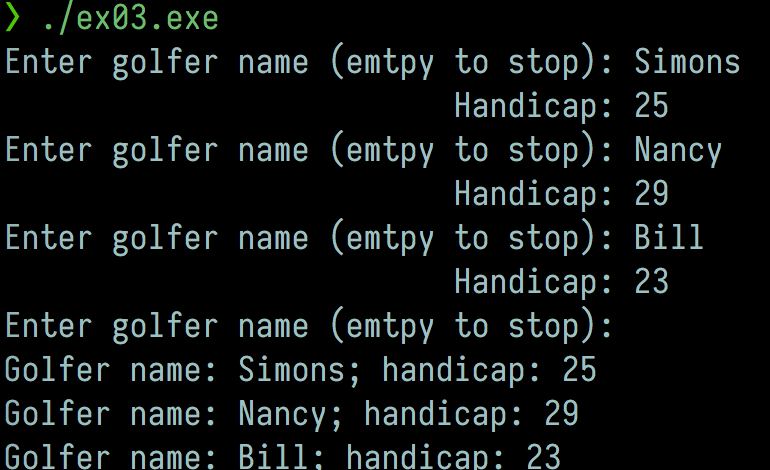 ❯ ./ex03.exe
Enter golfer name (emtpy to stop): Simons
Handicap: 25
Enter golfer name (emtpy to stop): Nancy
Handicap: 29
Enter golfer name (emtpy to stop): Bill
Handicap: 23
Enter golfer name (emtpy to stop):
Golfer name: Simons; handicap: 25
Golfer name: Nancy; handicap: 29
Golfer name: Bill; handicap: 23